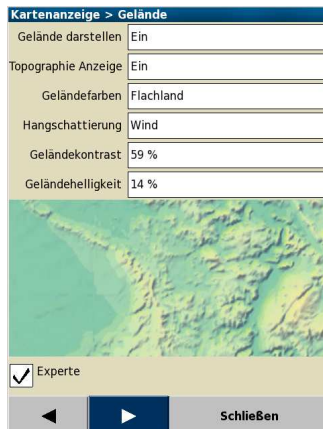 Kartenanzeige > Gelände
Gelände darstellen Ein
Topographie Anzeige Ein
Geländefarben Flachland
Hangschattierung Wind
Geländekontrast 59 %
Geländehelligkeit 14 %
Experte
Schließen